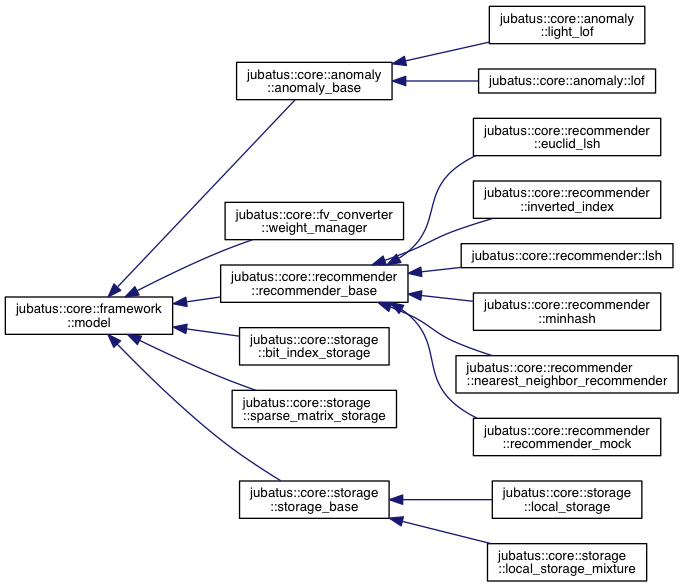 jubatus::core::anomaly
::light_lof
jubatus::core::anomaly
::anomaly_base
jubatus::core::anomaly::lof
jubatus::core::recommender
::euclid_lsh
jubatus::core::recommender
::inverted_index
jubatus::core::fv_converter
::weight_manager
jubatus::core::recommender::lsh
jubatus::core::recommender
::recommender_base
jubatus::core::recommender
::minhash
jubatus::core::framework
::model
jubatus::core::storage
::bit_index_storage
jubatus::core::recommender
::nearest_neighbor_recommender
jubatus::core::storage
::sparse_matrix_storage
jubatus::core::recommender
::recommender_mock
jubatus::core::storage
::storage_base
jubatus::core::storage
::local_storage
jubatus::core::storage
::local_storage_mixture